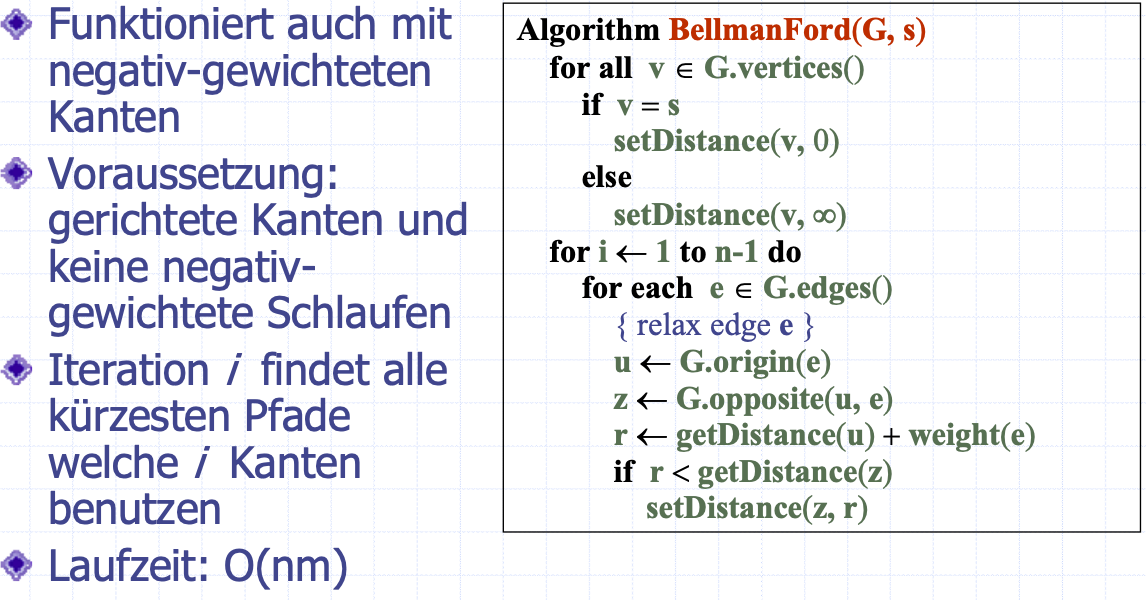 Funktioniert auch mit
negativ-gewichteten
Kanten
Voraussetzung:
gerichtete Kanten und
keine negativ-
gewichtete Schlaufen
Iteration i findet alle
kürzesten Pfade
welche i Kanten
benutzen
Laufzeit: O(nm)
Algorithm BellmanFord(G, s)
for all v ∈ G.vertices()
if v = s
setDistance(v, 0)
else
setDistance(v, ∞)
for i ← 1 to n-1 do
for each e ∈ G.edges()
{ relax edge e }
u ← G.origin(e)
z ← G.opposite(u, e)
r ← getDistance(u) + weight(e)
if r < getDistance(z)
setDistance(z, r)